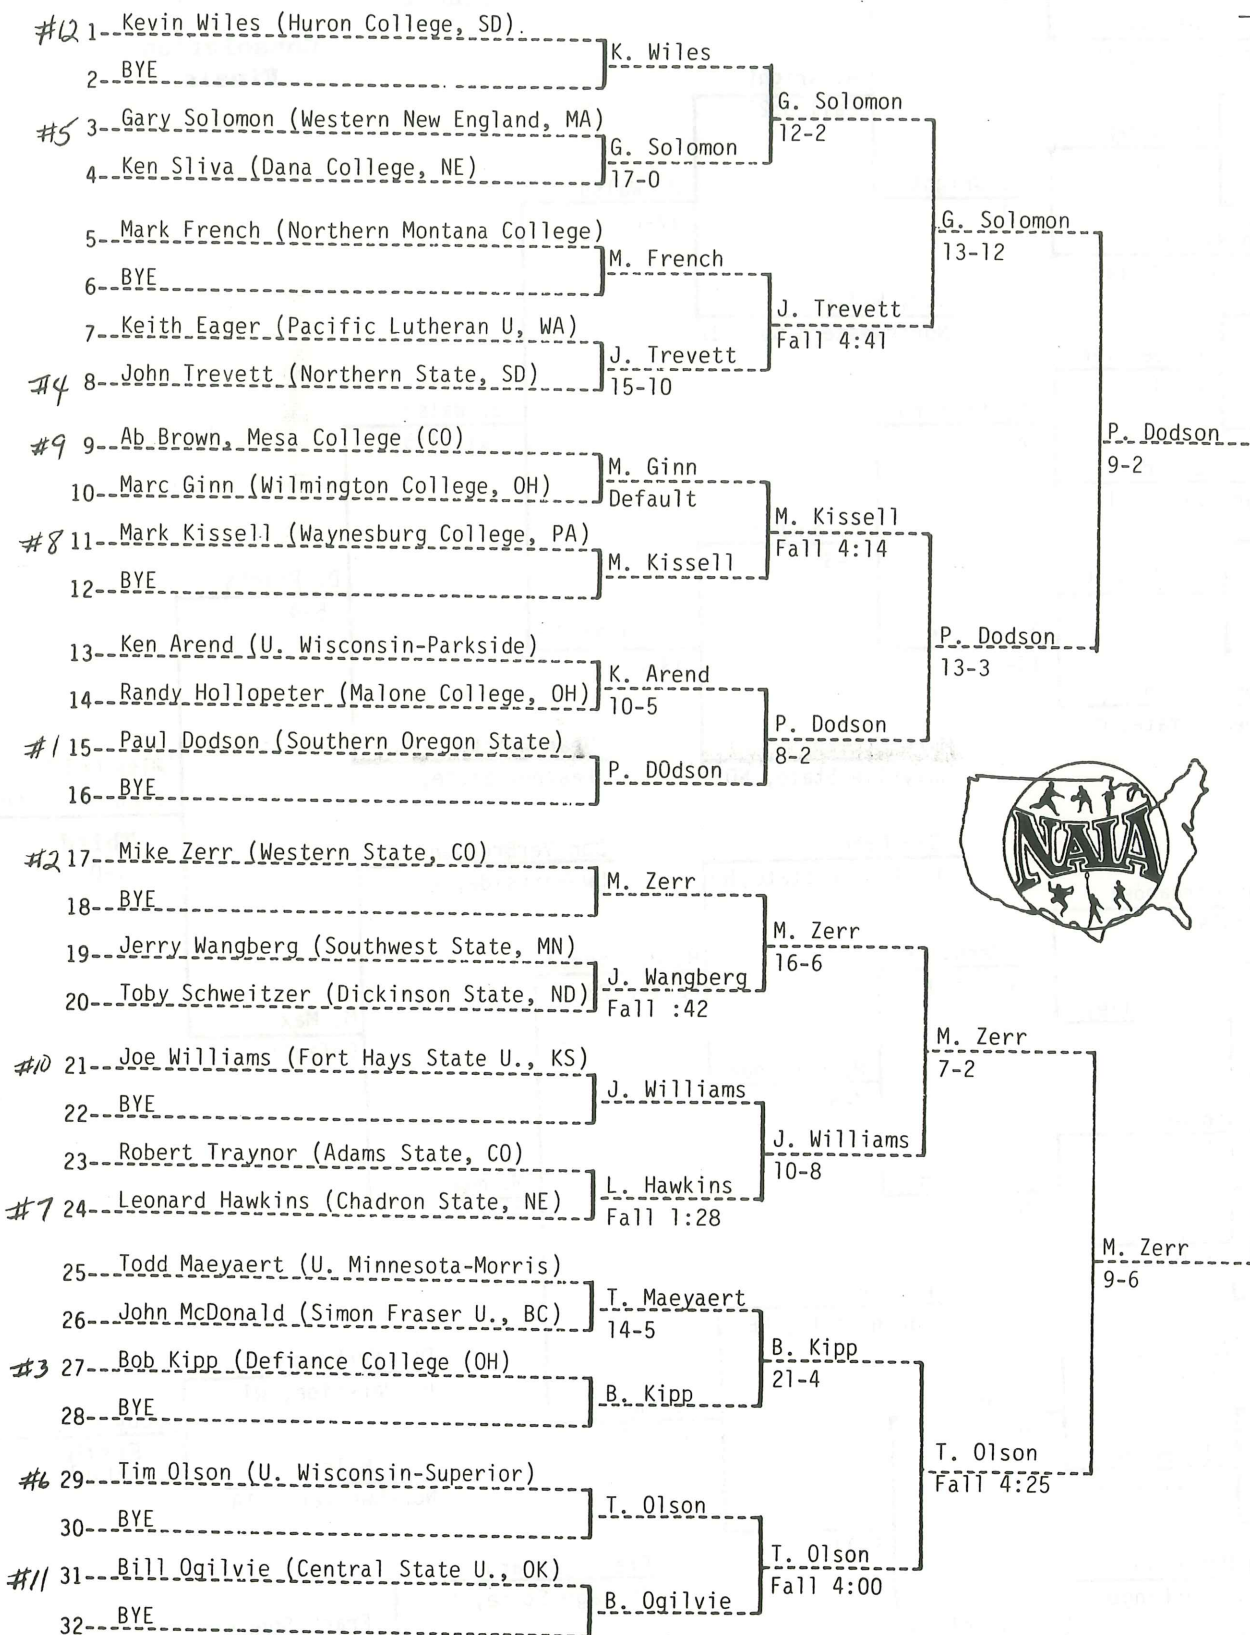 #12 1 Kevin Wiles (Huron College, SD).
K. Wiles
2 BYE
G. Solomon
12-2
#5 3 Gary Solomon (Western New England, MA)
G. Solomon
17-0
4 Ken Sliva (Dana College, NE)
G. Solomon
13-12
5 Mark French (Northern Montana College)
M. French
6 BYE
J. Trevett
Fall 4:41
7 Keith Eager (Pacific Lutheran U, WA)
J. Trevett
15-10
#4 8 John Trevett (Northern State, SD)
P. Dodson
9-2
#9 9 Ab Brown, Mesa College (CO)
M. Ginn
Default
10 Marc Ginn (Wilmington College, OH)
M. Kissell
Fall 4:14
#8 11 Mark Kissell (Waynesburg College, PA)
M. Kissell
12 BYE
P. Dodson
13-3
13 Ken Arend (U. Wisconsin-Parkside)
K. Arend
10-5
14 Randy Hollopeter (Malone College, OH)
P. Dodson
8-2
#1 15 Paul Dodson (Southern Oregon State)
P. DOdson
16 BYE
NAIA
#2 17 Mike Zerr (Western State, CO)
M. Zerr
18 BYE
M. Zerr
16-6
19 Jerry Wangberg (Southwest State, MN)
J. Wangberg
Fall :42
20 Toby Schweitzer (Dickinson State, ND)
M. Zerr
7-2
#10 21 Joe Williams (Fort Hays State U., KS)
J. Williams
22 BYE
J. Williams
10-8
23 Robert Traynor (Adams State, CO)
L. Hawkins
Fall 1:28
#7 24 Leonard Hawkins (Chadron State, NE)
M. Zerr
9-6
25 Todd Maeyaert (U. Minnesota-Morris)
T. Maeyaert
14-5
26 John McDonald (Simon Fraser U., BC)
B. Kipp
21-4
#3 27 Bob Kipp (Defiance College (OH)
B. Kipp
28 BYE
T. Olson
Fall 4:25
#6 29 Tim Olson (U. Wisconsin-Superior)
T. Olson
30 BYE
T. Olson
Fall 4:00
#11 31 Bill Ogilvie (Central State U., OK)
B. Ogilvie
32 BYE